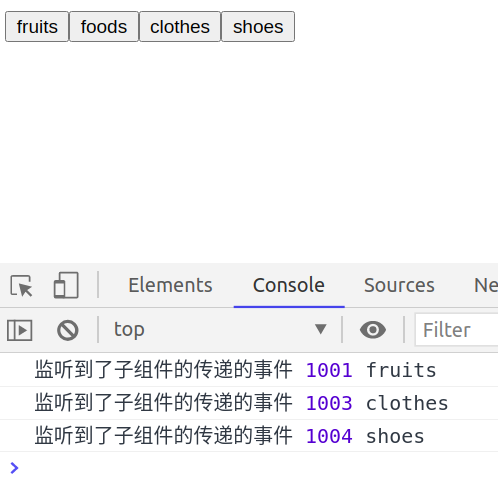 fruits foods clothes shoes
Elements Console Sources Ne
top Filter
监听到了子组件的传递的事件 1001 fruits
监听到了子组件的传递的事件 1003 clothes
监听到了子组件的传递的事件 1004 shoes